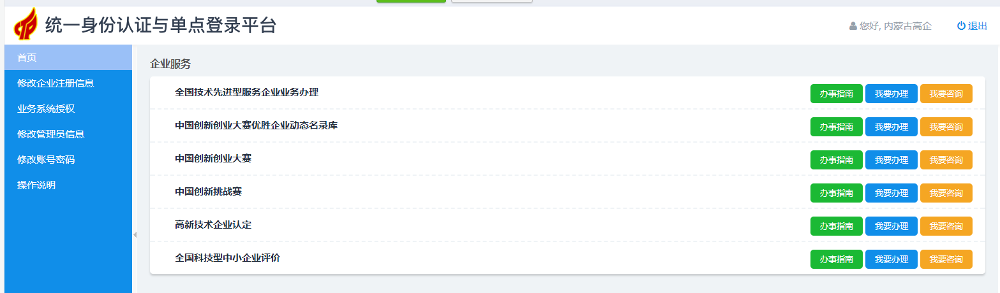 统一身份认证与单点登录平台
您好, 内蒙古高企 退出
首页
修改企业注册信息
业务系统授权
修改管理员信息
修改账号密码
操作说明
企业服务
全国技术先进型服务企业业务办理 办事指南 我要办理 我要咨询
中国创新创业大赛优胜企业动态名录库 办事指南 我要办理 我要咨询
中国创新创业大赛 办事指南 我要办理 我要咨询
中国创新挑战赛 办事指南 我要办理 我要咨询
高新技术企业认定 办事指南 我要办理 我要咨询
全国科技型中小企业评价 办事指南 我要办理 我要咨询